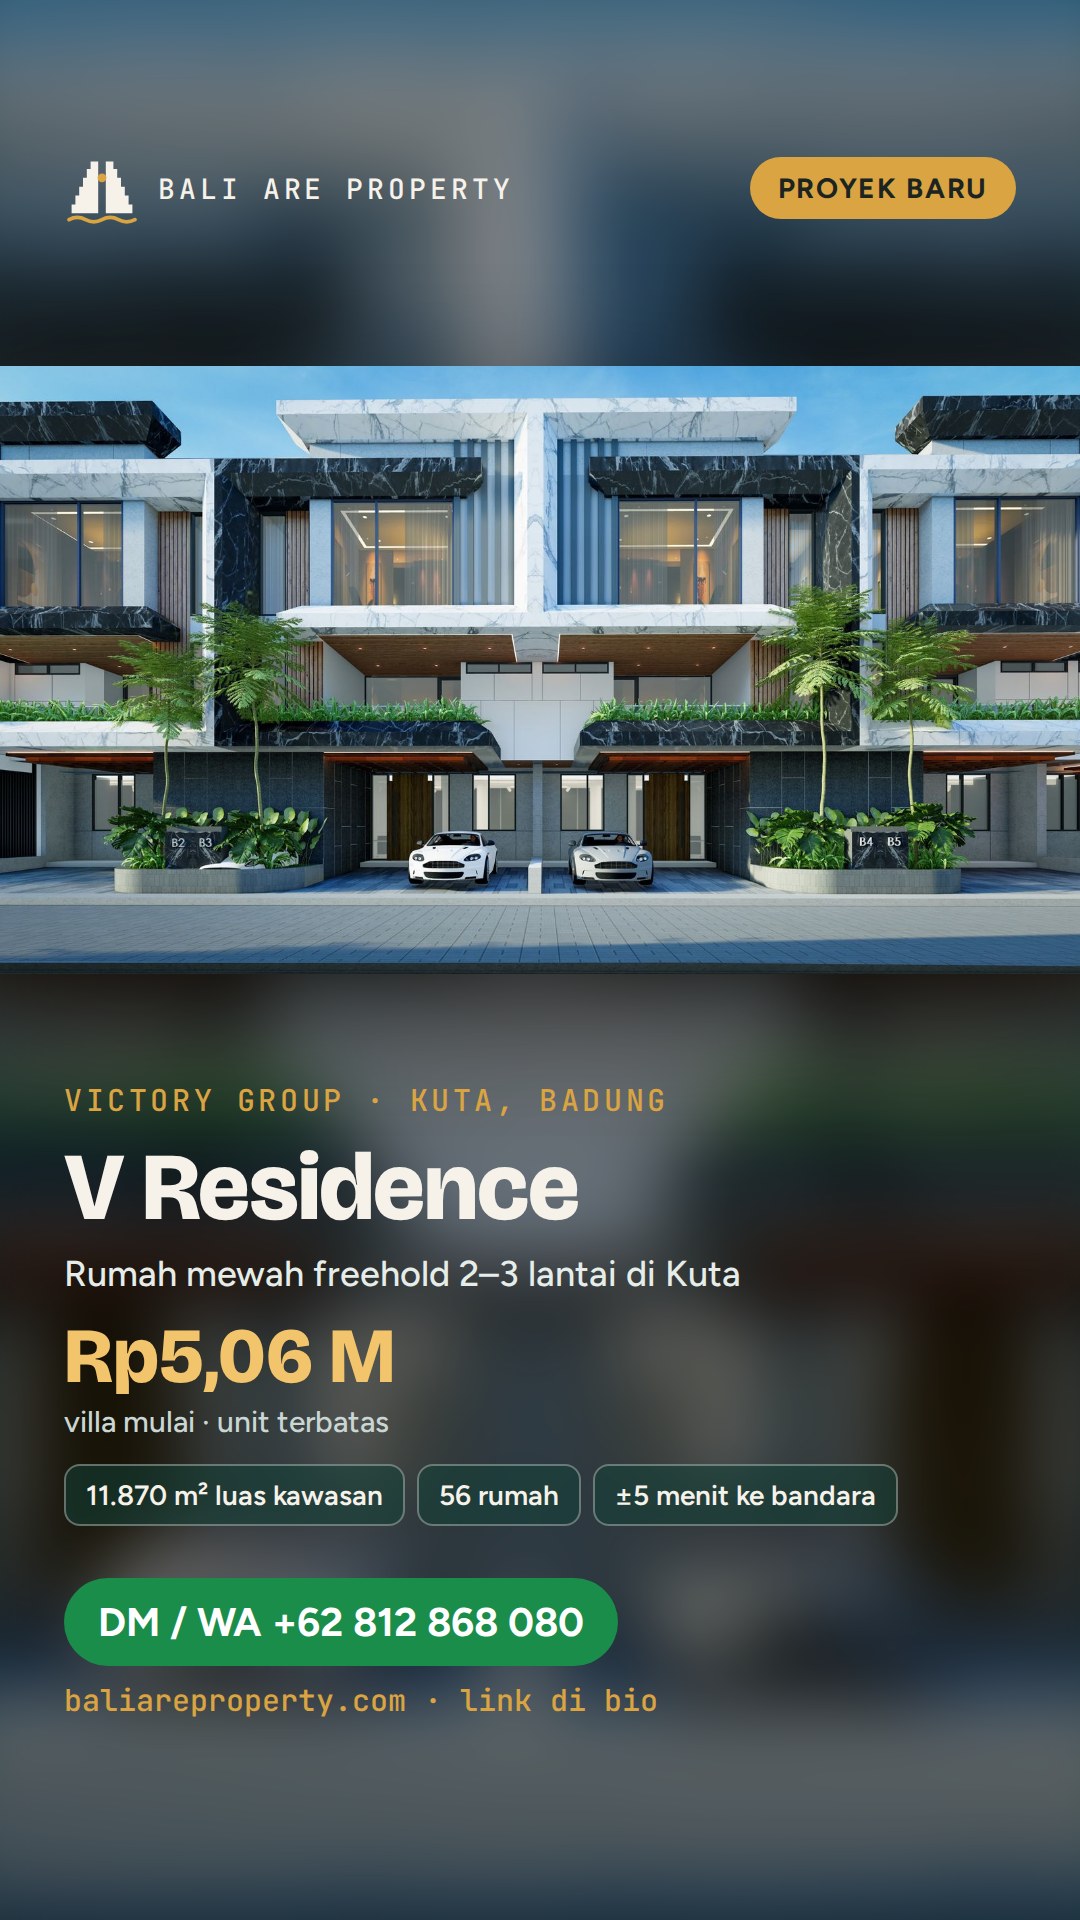 BALI ARE PROPERTY
PROYEK BARU
B2 B3
B4 B5
VICTORY GROUP · KUTA, BADUNG
V Residence
Rumah mewah freehold 2–3 lantai di Kuta
Rp5,06 M
villa mulai · unit terbatas
11.870 m² luas kawasan
56 rumah
±5 menit ke bandara
DM / WA +62 812 868 080
baliareproperty.com · link di bio